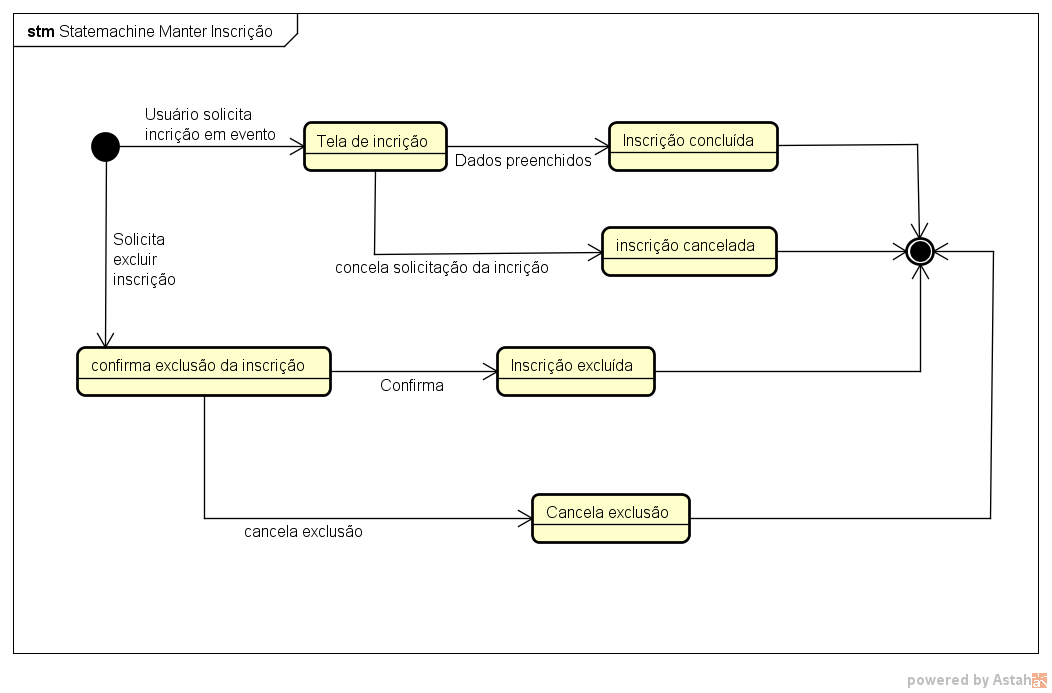 stm Statemachine Manter Inscrição
Usuário solicita
incrição em evento
Tela de incrição
Dados preenchidos
Inscrição concluída
Solicita
excluir
inscrição
inscrição cancelada
concela solicitação da incrição
confirma exclusão da inscrição
Confirma
Inscrição excluída
cancela exclusão
Cancela exclusão
powered by Astah